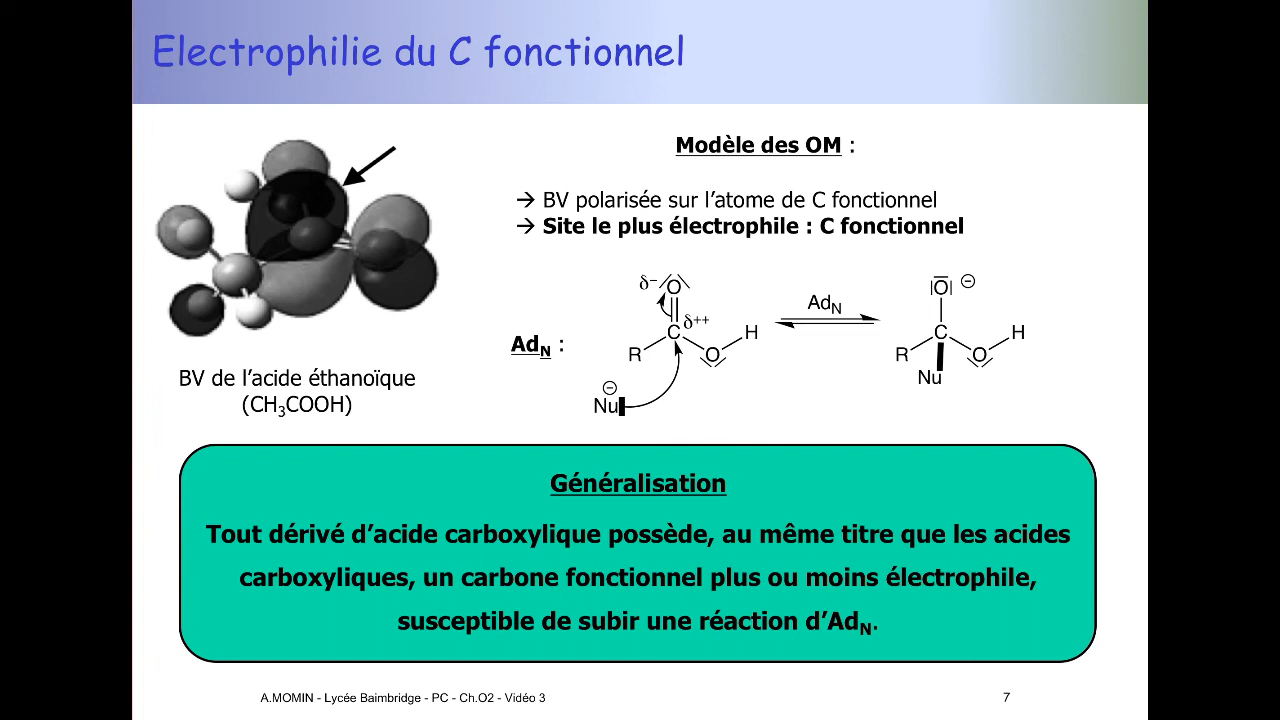 Electrophilie du C fonctionnel
Modèle des OM :
→ BV polarisée sur l’atome de C fonctionnel
→ Site le plus électrophile : C fonctionnel
BV de l’acide éthanoïque
(CH₃COOH)
Ad_N :
δ⁻ O
C δ⁺⁺
R O H
⊖
Nu
Ad_N
O ⊖
C H
R O
Nu
Généralisation
Tout dérivé d’acide carboxylique possède, au même titre que les acides
carboxyliques, un carbone fonctionnel plus ou moins électrophile,
susceptible de subir une réaction d’Ad_N.
A.MOMIN - Lycée Baimbridge - PC - Ch.O2 - Vidéo 3
7